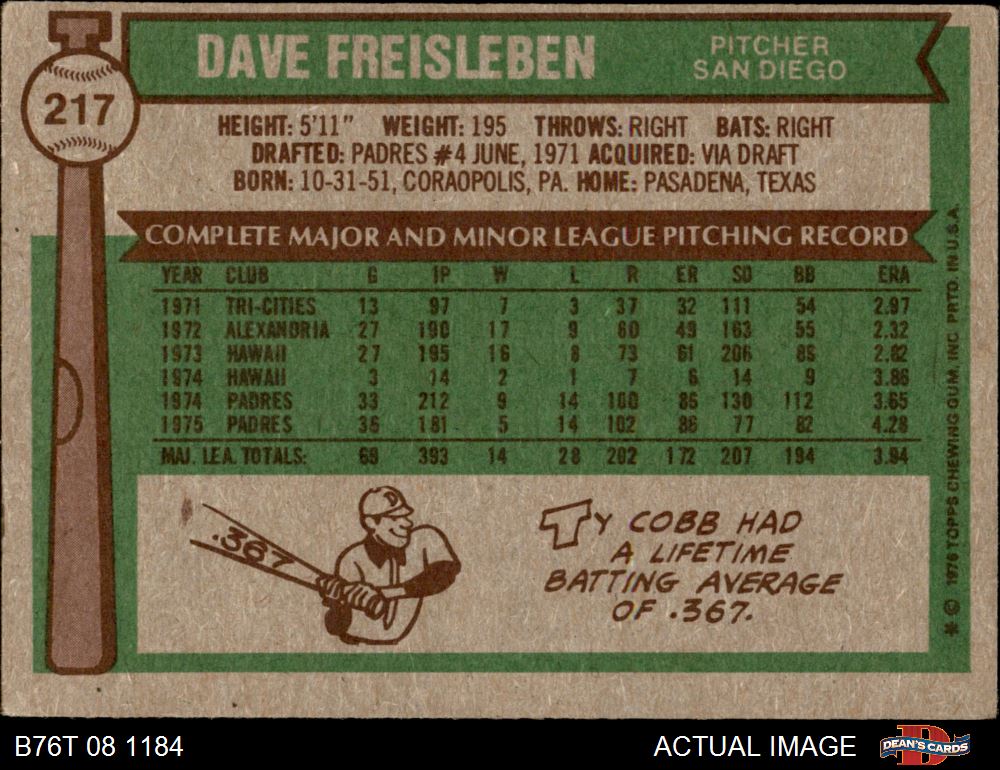 DAVE FREISLEBEN
PITCHER
SAN DIEGO
217
HEIGHT: 5'11" WEIGHT: 195 THROWS: RIGHT BATS: RIGHT
DRAFTED: PADRES #4 JUNE, 1971 ACQUIRED: VIA DRAFT
BORN: 10-31-51, CORAOPOLIS, PA. HOME: PASADENA, TEXAS
COMPLETE MAJOR AND MINOR LEAGUE PITCHING RECORD
YEAR CLUB G IP W L R ER SO BB ERA
1971 TRI-CITIES 13 97 7 3 37 32 111 54 2.97
1972 ALEXANDRIA 27 190 17 9 60 49 163 55 2.32
1973 HAWAII 27 195 16 8 73 61 206 85 2.82
1974 HAWAII 3 14 2 1 7 6 14 9 3.86
1974 PADRES 33 212 9 14 100 86 130 112 3.65
1975 PADRES 36 181 5 14 102 86 77 82 4.28
MAJ. LEA. TOTALS: 69 393 14 28 202 172 207 194 3.94
.367
D
TY COBB HAD
A LIFETIME
BATTING AVERAGE
OF .367.
* © 1976 TOPPS CHEWING GUM, INC. PRTD. IN U.S.A.
B76T 08 1184
ACTUAL IMAGE
D
DEAN'S CARDS